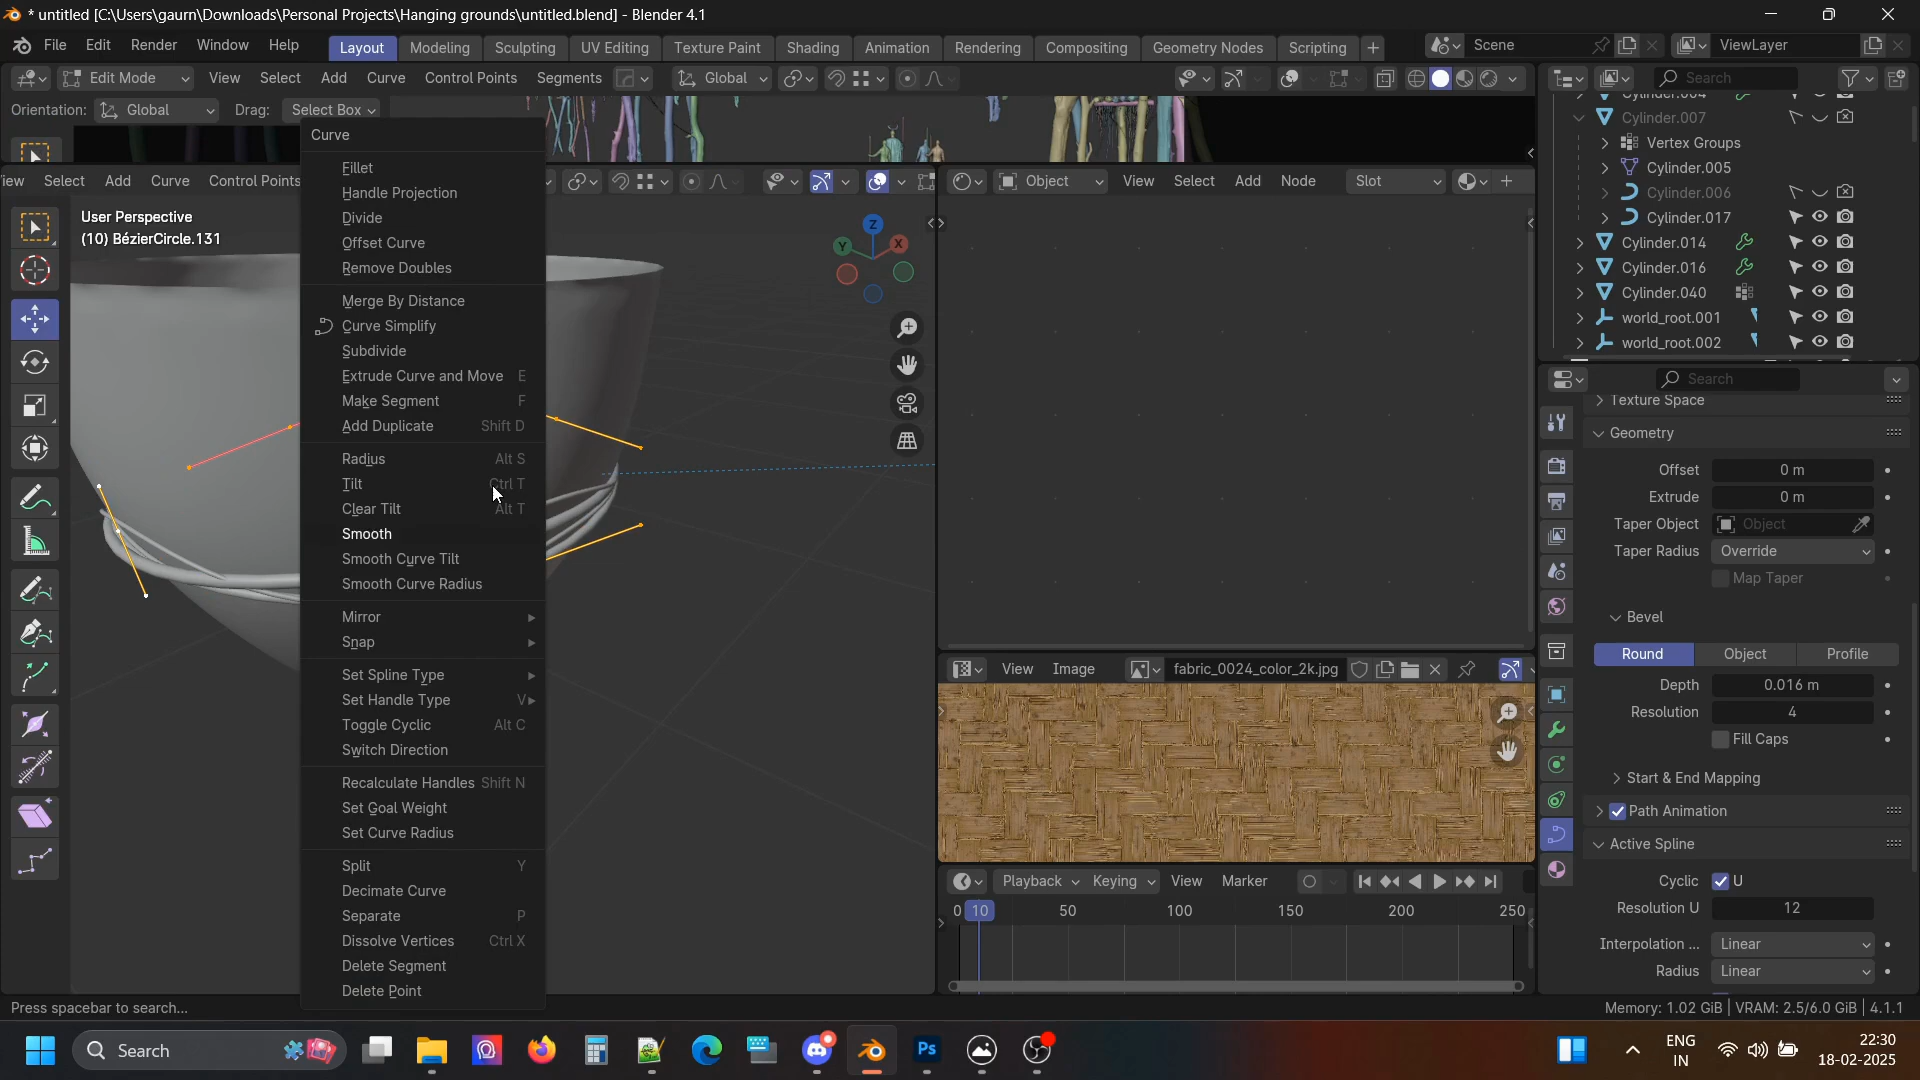 * untitled [C:\Users\gaurn\Downloads\Personal Projects\Hanging grounds\untitled.blend] - Blender 4.1
File Edit Render Window Help Layout Modeling Sculpting UV Editing Texture Paint Shading Animation Rendering Compositing Geometry Nodes Scripting + Scene ViewLayer
Edit Mode View Select Add Curve Control Points Segments Global Search
Orientation: Global Drag: Select Box
Curve
Fillet
Handle Projection
Divide
Offset Curve
Remove Doubles
Merge By Distance
Curve Simplify
Subdivide
Extrude Curve and Move E
Make Segment F
Add Duplicate Shift D
Radius Alt S
Tilt Ctrl T
Clear Tilt Alt T
Smooth
Smooth Curve Tilt
Smooth Curve Radius
Mirror
Snap
Set Spline Type
Set Handle Type V
Toggle Cyclic Alt C
Switch Direction
Recalculate Handles Shift N
Set Goal Weight
Set Curve Radius
Split Y
Decimate Curve
Separate P
Dissolve Vertices Ctrl X
Delete Segment
Delete Point
iew Select Add Curve Control Points
User Perspective
(10) BézierCircle.131
Z
Y X
Object View Select Add Node Slot
View Image fabric_0024_color_2k.jpg
Playback Keying View Marker
0 10 50 100 150 200 250
Cylinder.004
Cylinder.007
Vertex Groups
Cylinder.005
Cylinder.006
Cylinder.017
Cylinder.014
Cylinder.016
Cylinder.040
world_root.001
world_root.002
Search
Texture Space
Geometry
Offset 0 m
Extrude 0 m
Taper Object Object
Taper Radius Override
Map Taper
Bevel
Round Object Profile
Depth 0.016 m
Resolution 4
Fill Caps
Start & End Mapping
Path Animation
Active Spline
Cyclic U
Resolution U 12
Interpolation ... Linear
Radius Linear
Press spacebar to search... Memory: 1.02 GiB | VRAM: 2.5/6.0 GiB | 4.1.1
Search
Ps
ENG
IN
22:30
18-02-2025